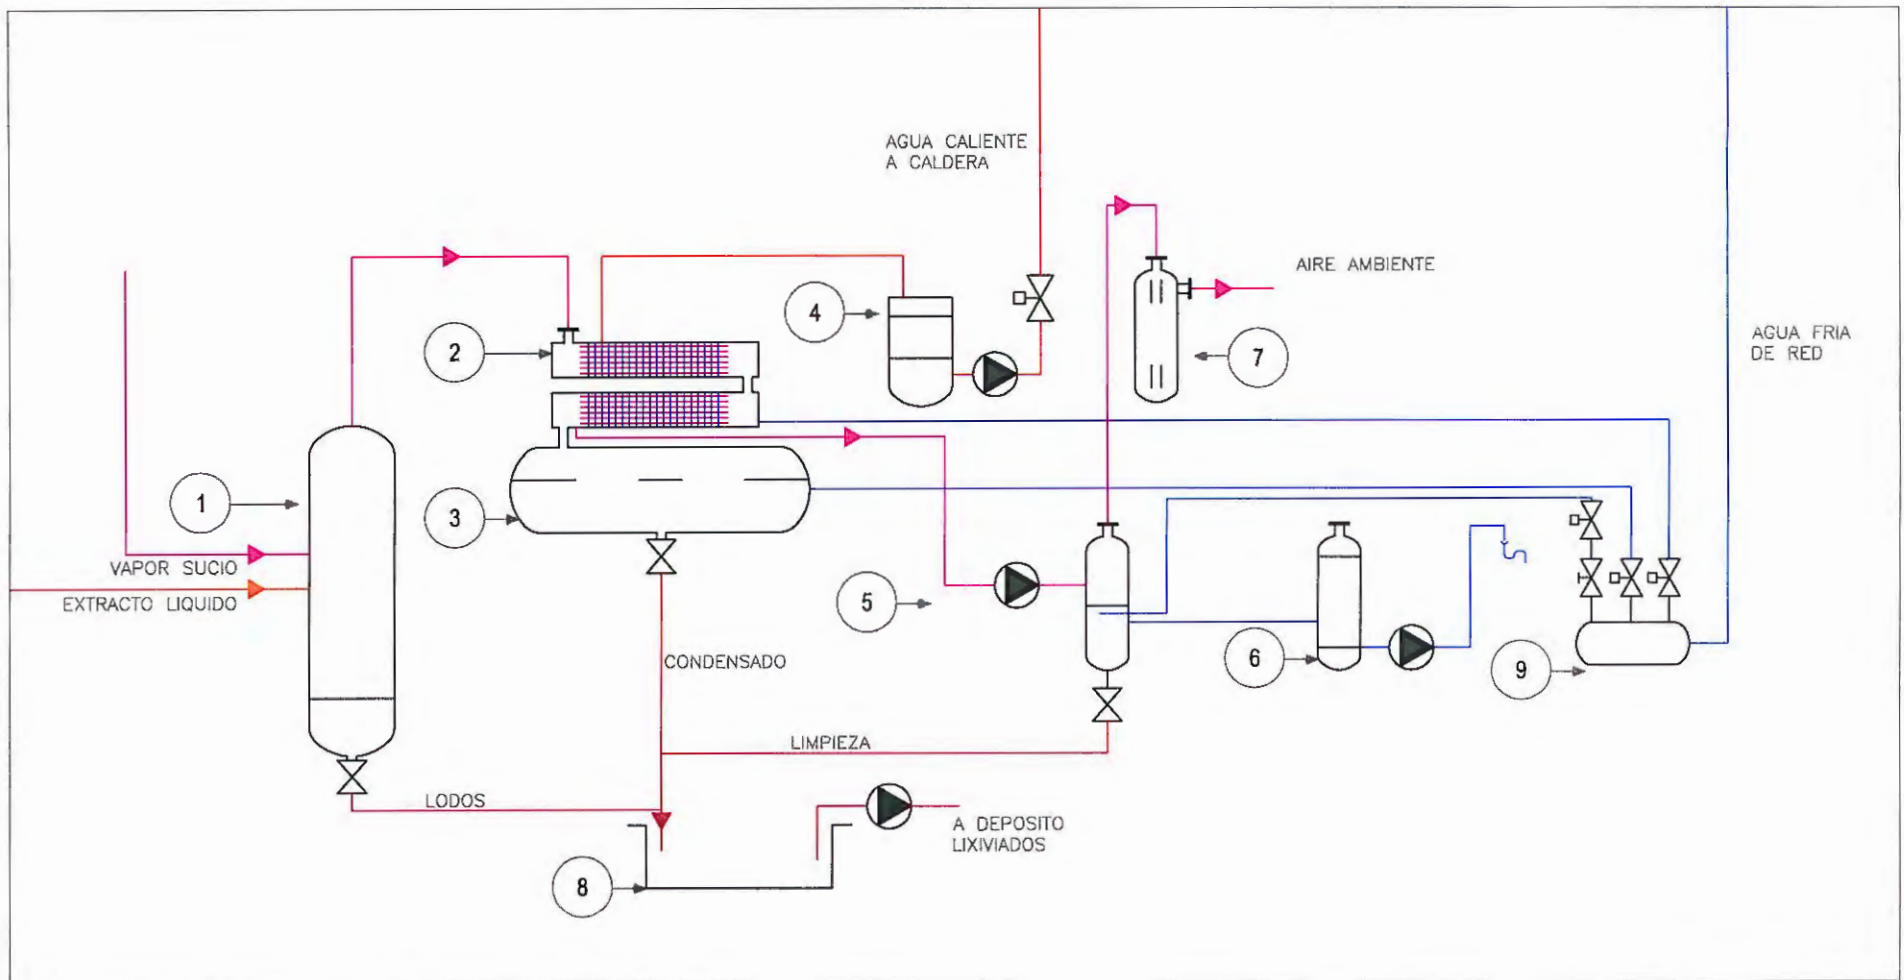 AGUA CALIENTE
A CALDERA
AIRE AMBIENTE
AGUA FRIA
DE RED
4
2
7
1
3
VAPOR SUCIO
EXTRACTO LIQUIDO
5
6
9
CONDENSADO
LIMPIEZA
LODOS
A DEPOSITO
LIXIVIADOS
8